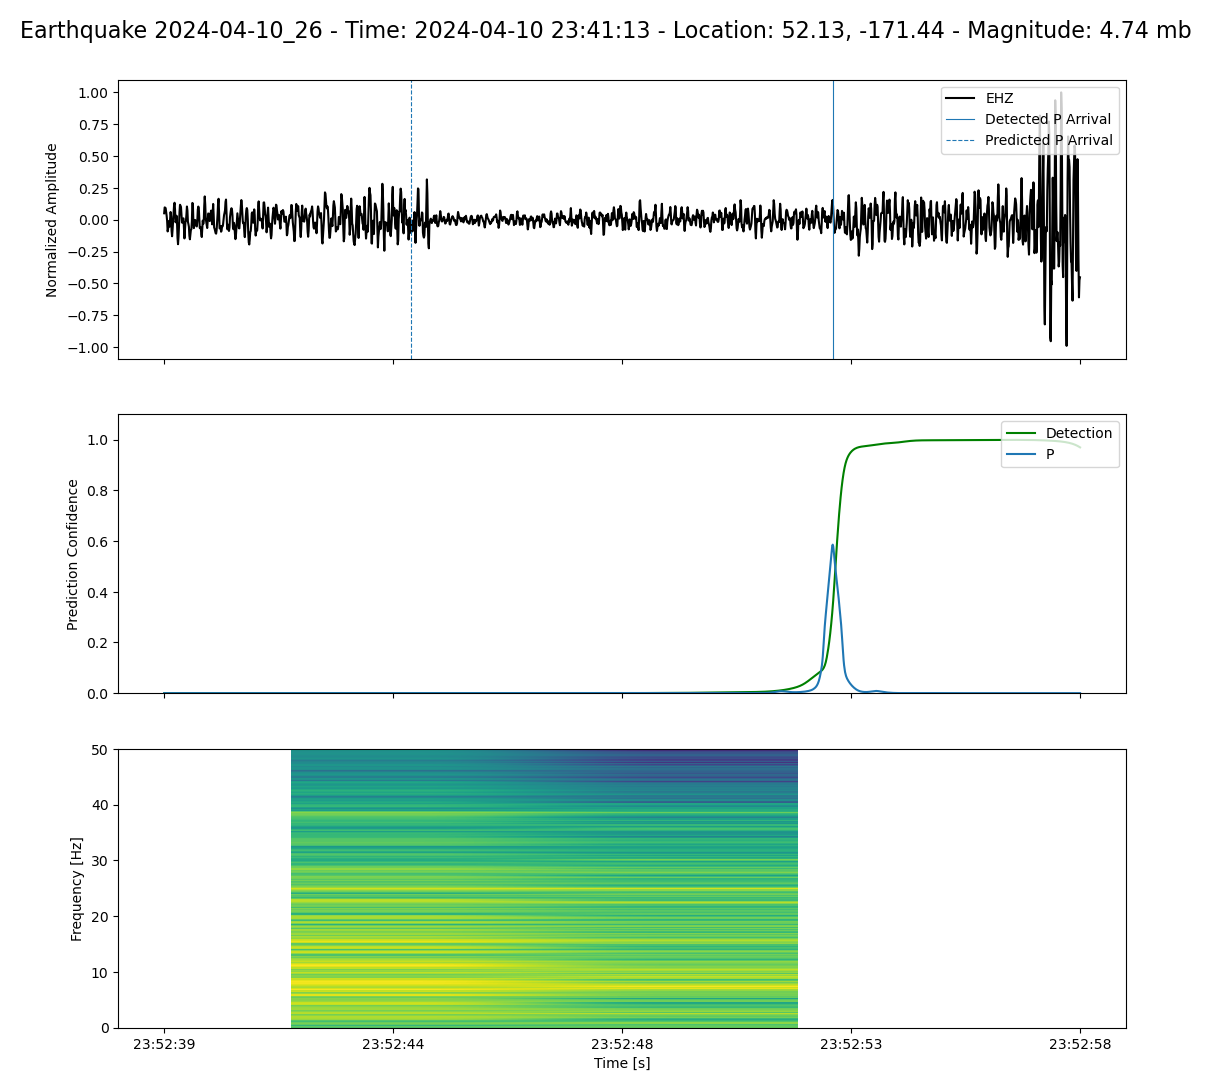 Earthquake 2024-04-10_26 - Time: 2024-04-10 23:41:13 - Location: 52.13, -171.44 - Magnitude: 4.74 mb
1.00
0.75
0.50
0.25
0.00
−0.25
−0.50
−0.75
−1.00
Normalized Amplitude
EHZ
Detected P Arrival
Predicted P Arrival
1.0
0.8
0.6
0.4
0.2
0.0
Prediction Confidence
Detection
P
50
40
30
20
10
0
Frequency [Hz]
23:52:39 23:52:44 23:52:48 23:52:53 23:52:58
Time [s]